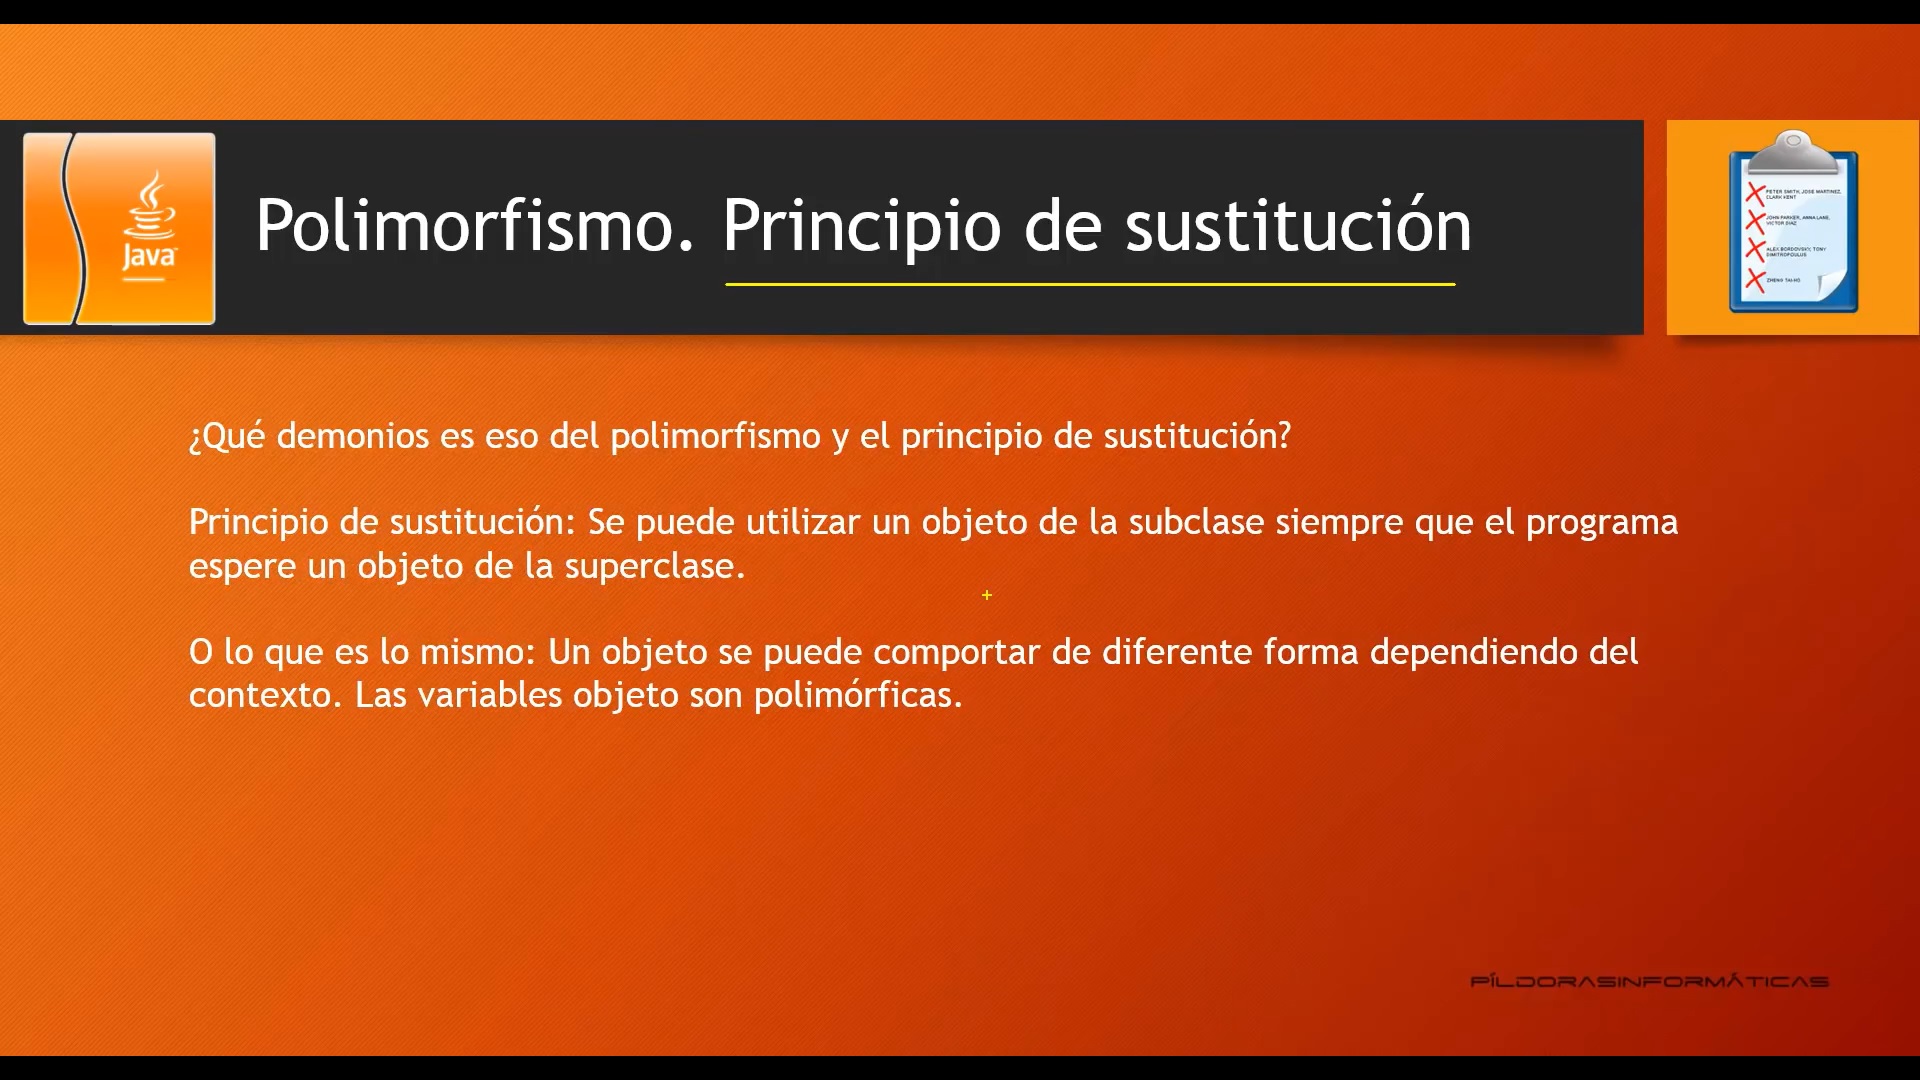 Java
Polimorfismo. Principio de sustitución
PETER SMITH, JOSE MARTINEZ,
CLARK KENT
JOHN PARKER, ANNA LANE,
VICTOR DIAZ
ALEX BORDOVSKY, TONY
DIMITROPOULUS
¿Qué demonios es eso del polimorfismo y el principio de sustitución?
Principio de sustitución: Se puede utilizar un objeto de la subclase siempre que el programa
espere un objeto de la superclase.
O lo que es lo mismo: Un objeto se puede comportar de diferente forma dependiendo del
contexto. Las variables objeto son polimórficas.
PÍLDORASINFORMÁTICAS